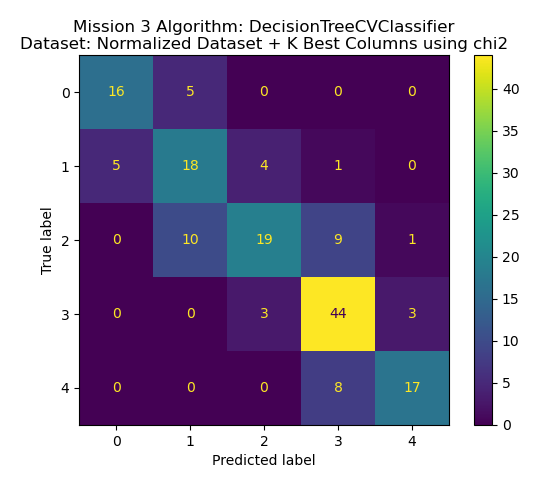 Mission 3 Algorithm: DecisionTreeCVClassifier
Dataset: Normalized Dataset + K Best Columns using chi2
0 16 5 0 0 0
1 5 18 4 1 0
2 0 10 19 9 1
3 0 0 3 44 3
4 0 0 0 8 17
0 1 2 3 4
True label
Predicted label
40
35
30
25
20
15
10
5
0